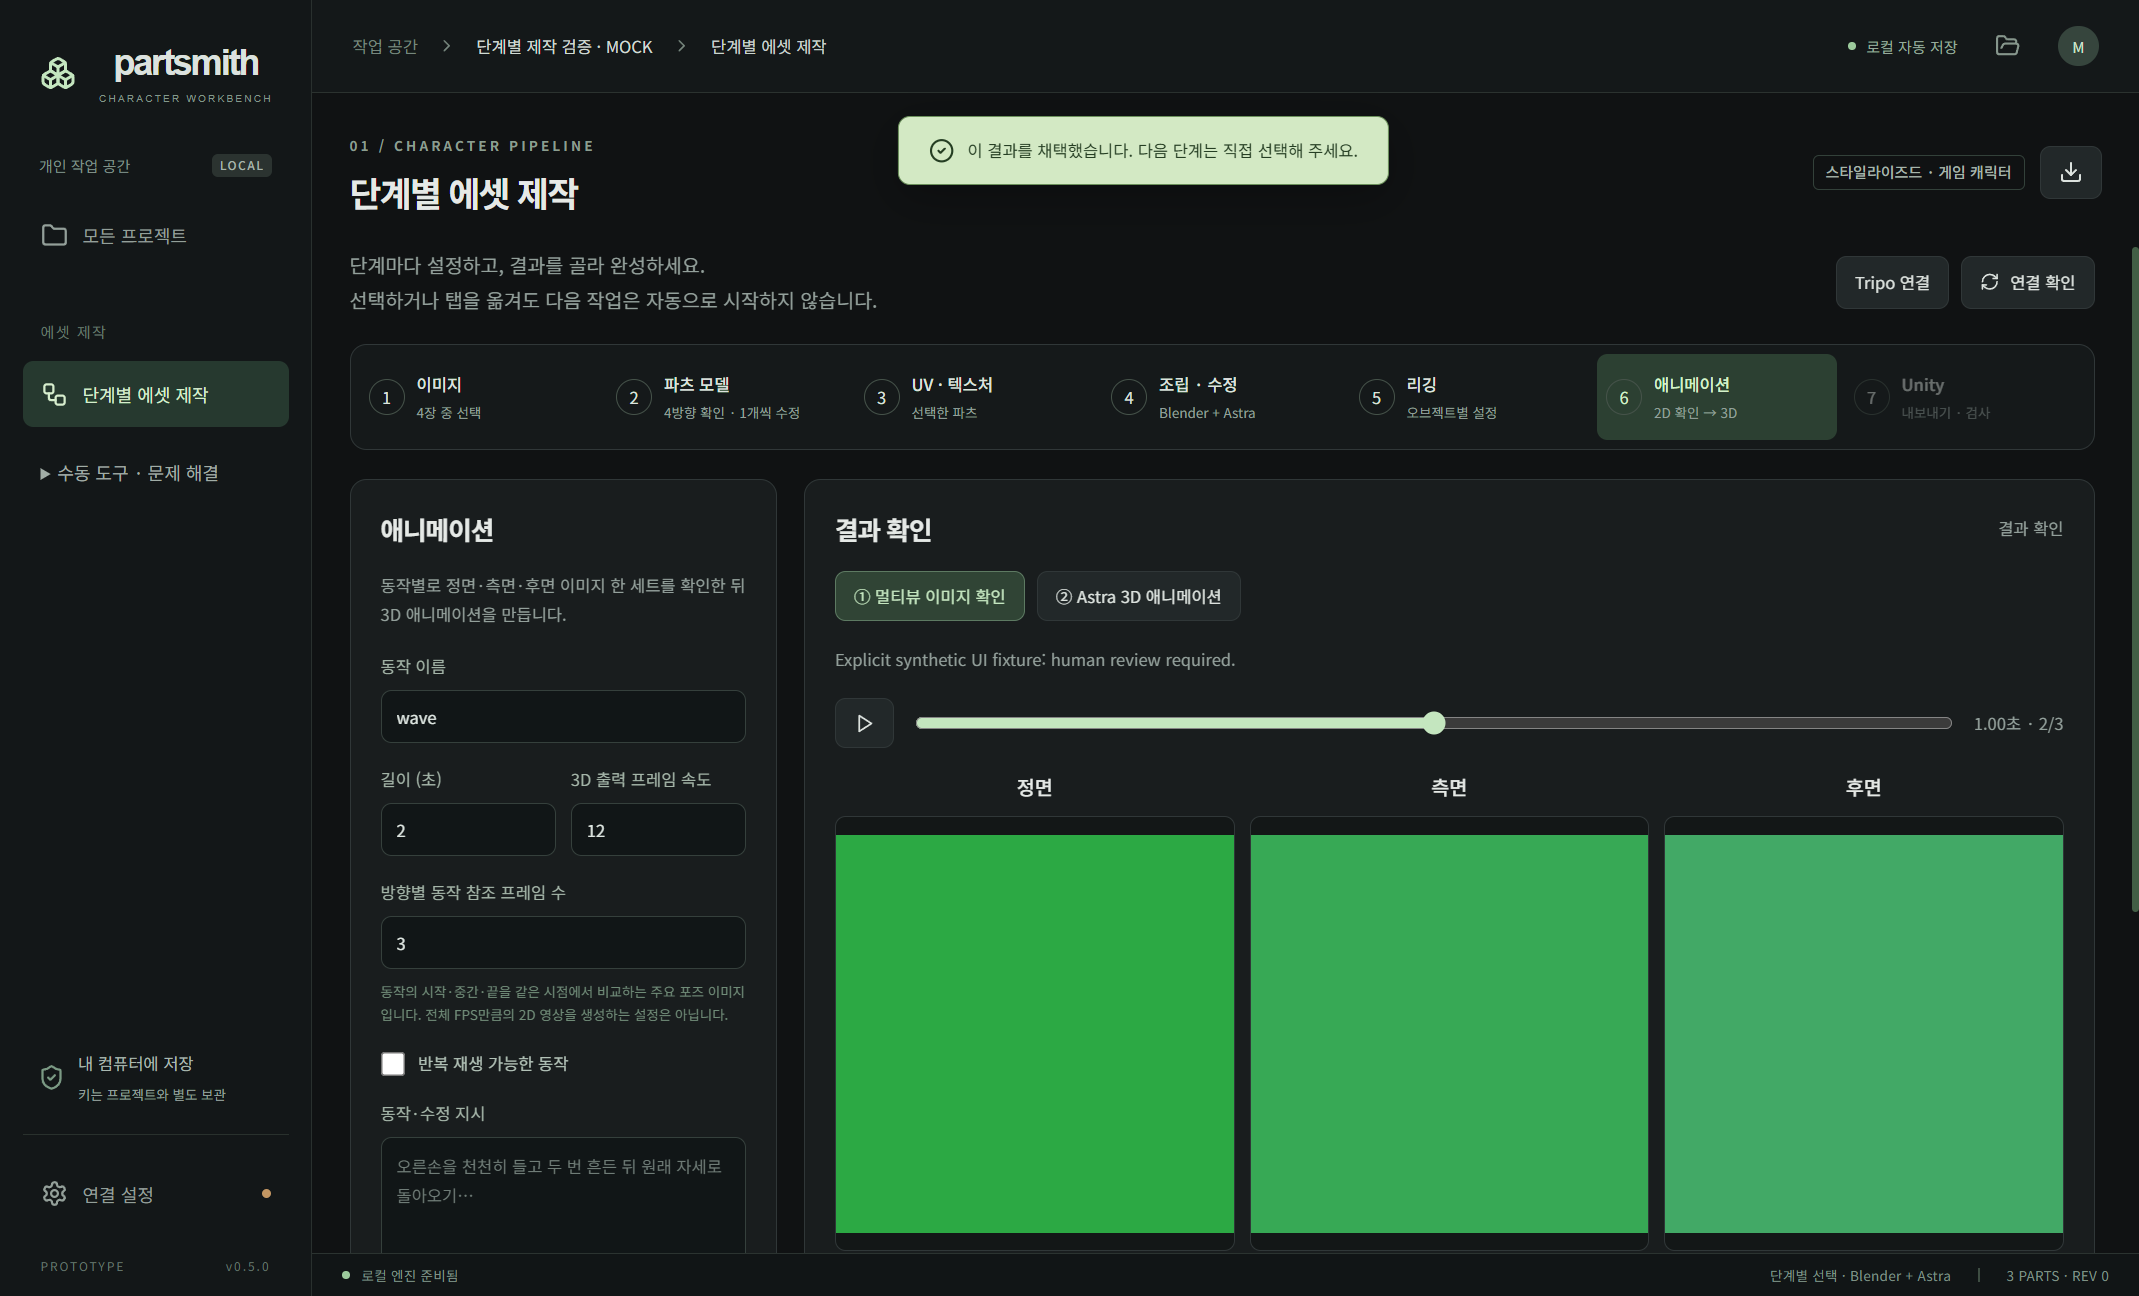 partsmith
CHARACTER WORKBENCH
개인 작업 공간
LOCAL
모든 프로젝트
에셋 제작
단계별 에셋 제작
▶ 수동 도구 · 문제 해결
내 컴퓨터에 저장
키는 프로젝트와 별도 보관
연결 설정
PROTOTYPE
v0.5.0
작업 공간 > 단계별 제작 검증 · MOCK > 단계별 에셋 제작
로컬 자동 저장
M
01 / CHARACTER PIPELINE
단계별 에셋 제작
이 결과를 채택했습니다. 다음 단계는 직접 선택해 주세요.
스타일라이즈드 · 게임 캐릭터
단계마다 설정하고, 결과를 골라 완성하세요.
선택하거나 탭을 옮겨도 다음 작업은 자동으로 시작하지 않습니다.
Tripo 연결
연결 확인
1 이미지
4장 중 선택
2 파츠 모델
4방향 확인 · 1개씩 수정
3 UV · 텍스처
선택한 파츠
4 조립 · 수정
Blender + Astra
5 리깅
오브젝트별 설정
6 애니메이션
2D 확인 → 3D
7 Unity
내보내기 · 검사
애니메이션
동작별로 정면·측면·후면 이미지 한 세트를 확인한 뒤
3D 애니메이션을 만듭니다.
동작 이름
wave
길이 (초)
3D 출력 프레임 속도
2
12
방향별 동작 참조 프레임 수
3
동작의 시작·중간·끝을 같은 시점에서 비교하는 주요 포즈 이미지
입니다. 전체 FPS만큼의 2D 영상을 생성하는 설정은 아닙니다.
반복 재생 가능한 동작
동작·수정 지시
오른손을 천천히 들고 두 번 흔든 뒤 원래 자세로
돌아오기…
결과 확인
결과 확인
① 멀티뷰 이미지 확인
② Astra 3D 애니메이션
Explicit synthetic UI fixture: human review required.
1.00초 · 2/3
정면
측면
후면
로컬 엔진 준비됨
단계별 선택 · Blender + Astra | 3 PARTS · REV 0